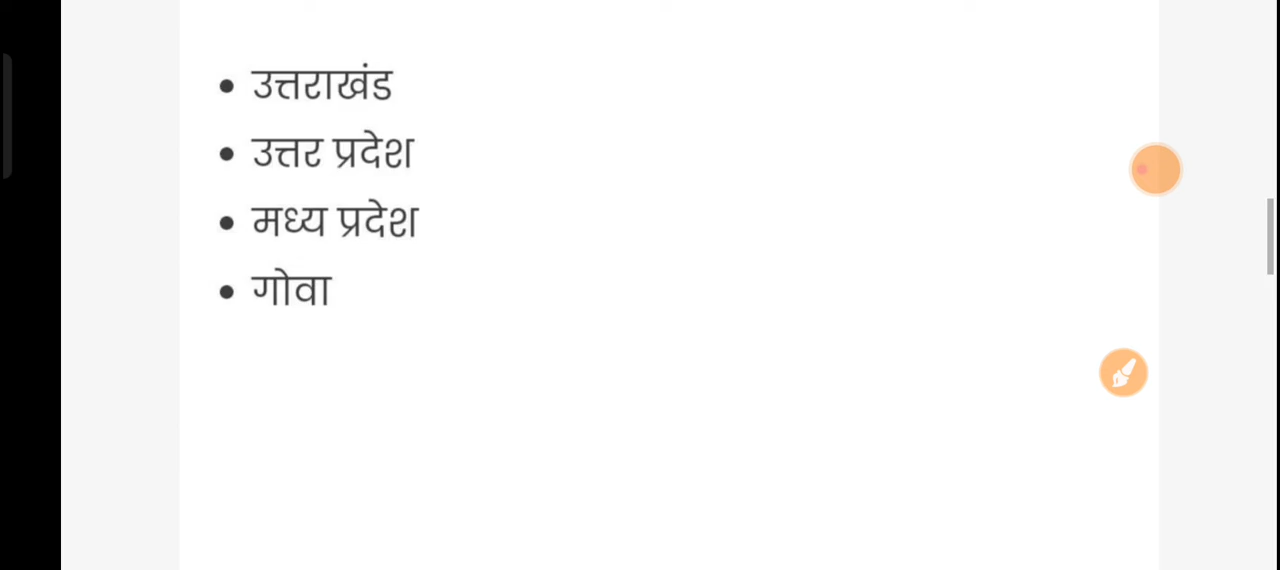 • उत्तराखंड
• उत्तर प्रदेश
• मध्य प्रदेश
• गोवा